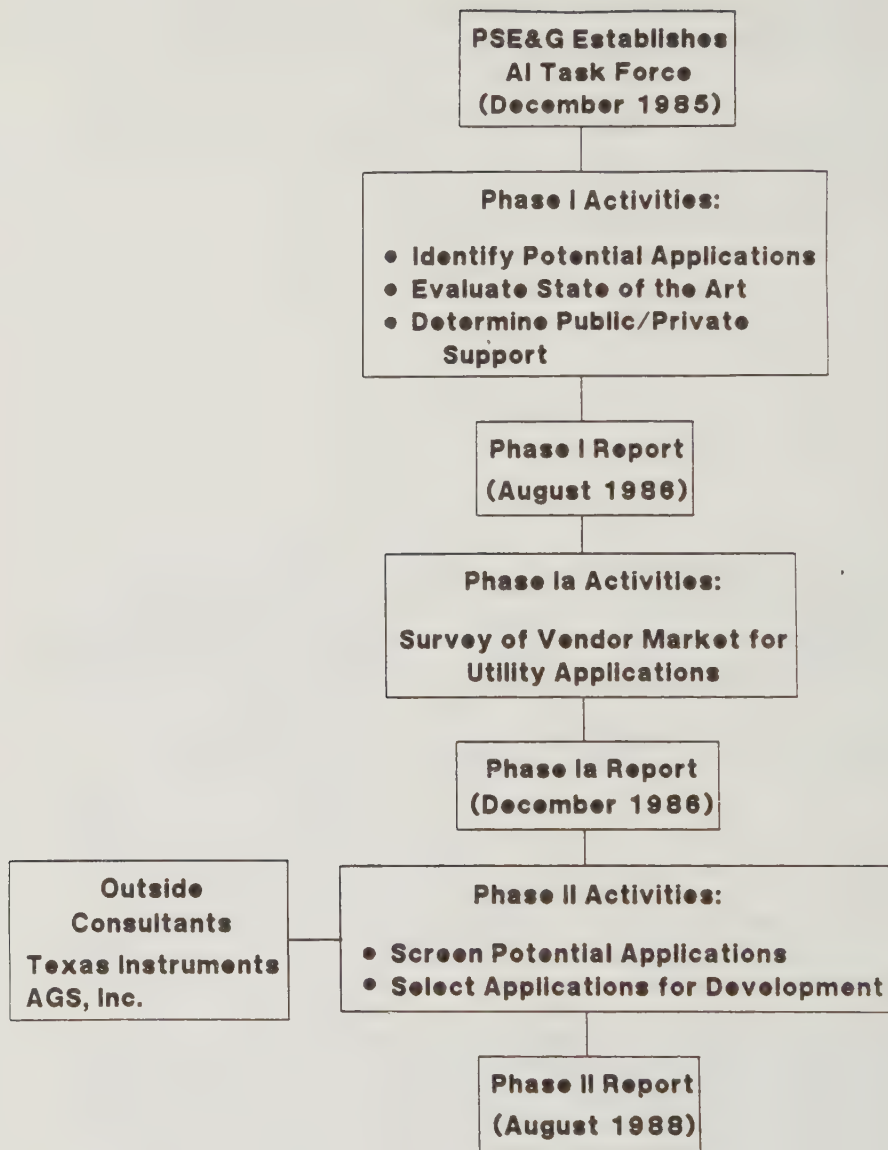 PSE&G Establishes
AI Task Force
(December 1985)
Phase I Activities:
● Identify Potential Applications
● Evaluate State of the Art
● Determine Public/Private
Support
Phase I Report
(August 1986)
Phase Ia Activities:
Survey of Vendor Market for
Utility Applications
Phase Ia Report
(December 1986)
Outside
Consultants
Texas Instruments
AGS, Inc.
Phase II Activities:
● Screen Potential Applications
● Select Applications for Development
Phase II Report
(August 1988)